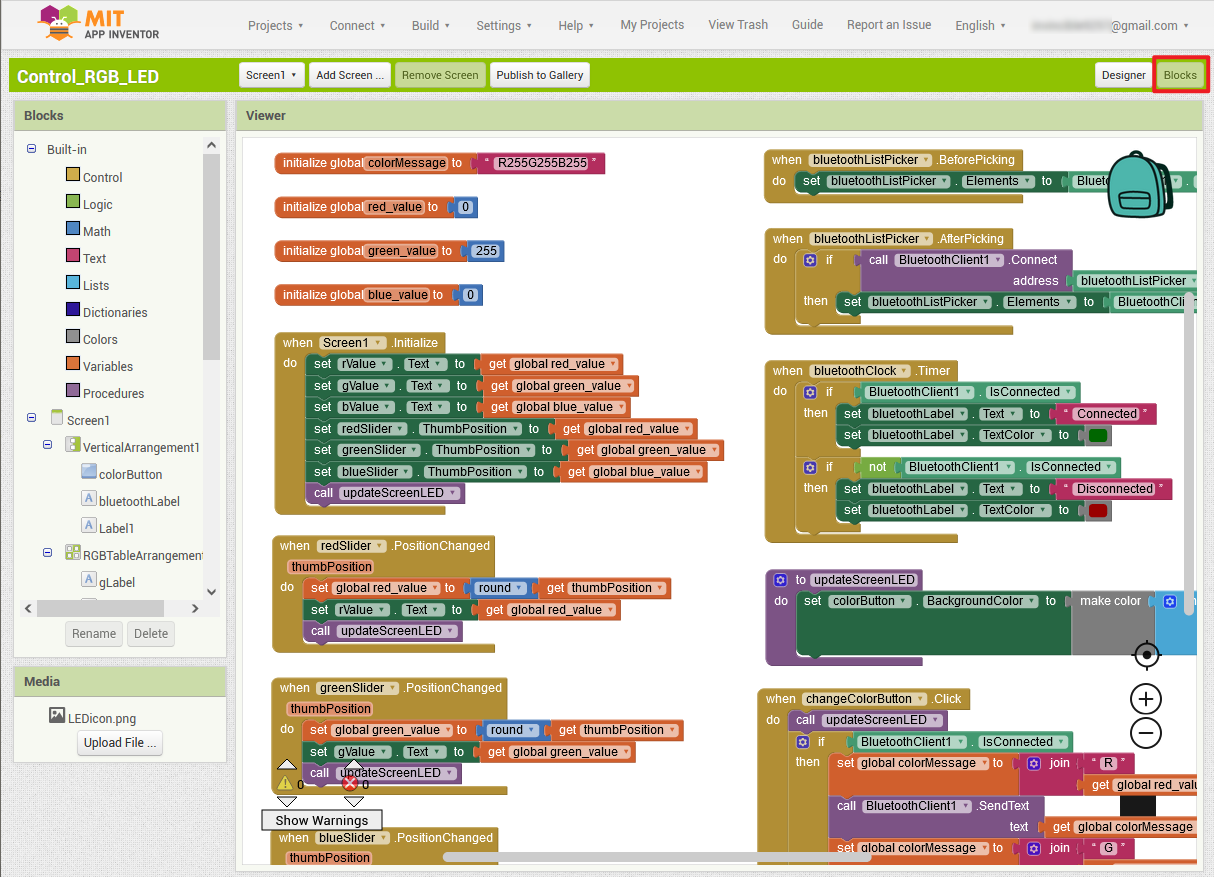 MIT
APP INVENTOR
Projects Connect Build Settings Help My Projects View Trash Guide Report an Issue English @gmail.com
Control_RGB_LED Screen1 Add Screen ... Remove Screen Publish to Gallery Designer Blocks
Blocks
Built-in
Control
Logic
Math
Text
Lists
Dictionaries
Colors
Variables
Procedures
Screen1
VerticalArrangement1
colorButton
bluetoothLabel
Label1
RGBTableArrangement
gLabel
Rename Delete
Media
LEDicon.png
Upload File ...
Viewer
initialize global colorMessage to " R255G255B255 "
initialize global red_value to 0
initialize global green_value to 255
initialize global blue_value to 0
when Screen1 .Initialize
do set rValue . Text to get global red_value
set gValue . Text to get global green_value
set bValue . Text to get global blue_value
set redSlider . ThumbPosition to get global red_value
set greenSlider . ThumbPosition to get global green_value
set blueSlider . ThumbPosition to get global blue_value
call updateScreenLED
when redSlider .PositionChanged
thumbPosition
do set global red_value to round get thumbPosition
set rValue . Text to get global red_value
call updateScreenLED
when greenSlider .PositionChanged
thumbPosition
do set global green_value to round get thumbPosition
set gValue . Text to get global green_value
call updateScreenLED
0 0
Show Warnings
when blueSlider .PositionChanged
thumbPosition
when bluetoothListPicker .BeforePicking
do set bluetoothListPicker . Elements to
when bluetoothListPicker .AfterPicking
do if call BluetoothClient1 .Connect
address bluetoothListPicker
then set bluetoothListPicker . Elements to
when bluetoothClock .Timer
do if BluetoothClient1 . IsConnected
then set bluetoothLabel . Text to " Connected "
set bluetoothLabel . TextColor to
if not BluetoothClient1 . IsConnected
then set bluetoothLabel . Text to " Disconnected "
set bluetoothLabel . TextColor to
to updateScreenLED
do set colorButton . BackgroundColor to make color
when changeColorButton .Click
do call updateScreenLED
if BluetoothClient1 . IsConnected
then set global colorMessage to join " R "
get global red_valu
call BluetoothClient1 .SendText
text get global colorMessage
set global colorMessage to join " G "